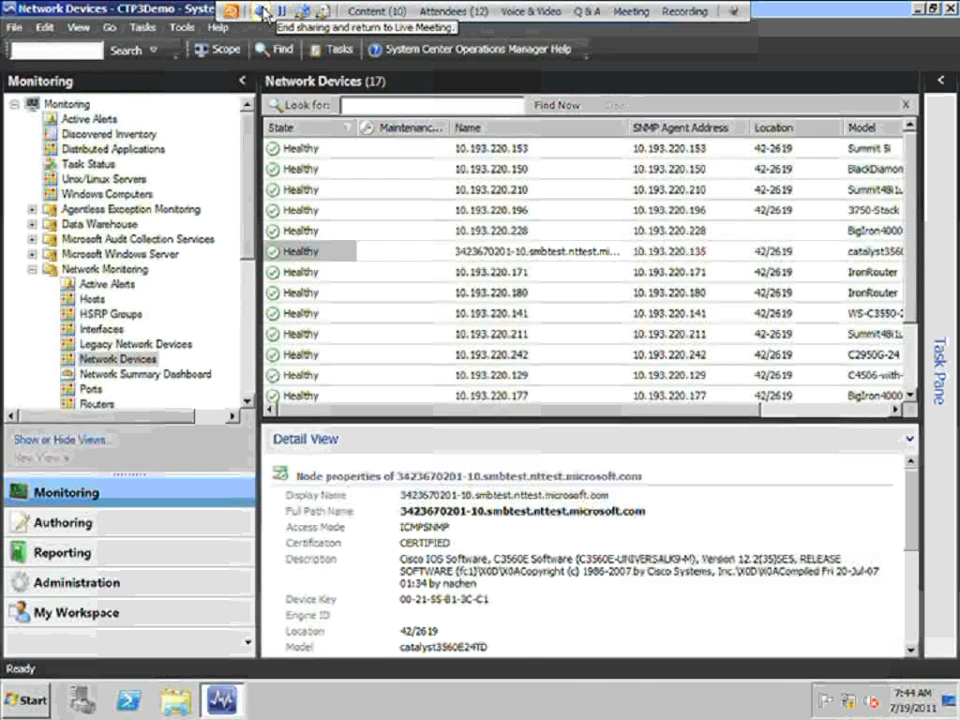 Network Devices - CTP3Demo - Syste
Content (10) Attendees (12) Voice & Video Q & A Meeting Recording
End sharing and return to Live Meeting.
File Edit View Go Tasks Tools Help
Search Scope Find Tasks System Center Operations Manager Help
Monitoring
Monitoring
Active Alerts
Discovered Inventory
Distributed Applications
Task Status
Unix/Linux Servers
Windows Computers
Agentless Exception Monitoring
Data Warehouse
Microsoft Audit Collection Services
Microsoft Windows Server
Network Monitoring
Active Alerts
Hosts
HSRP Groups
Interfaces
Legacy Network Devices
Network Devices
Network Summary Dashboard
Ports
Routers
Show or Hide Views...
New View
Monitoring
Authoring
Reporting
Administration
My Workspace
Network Devices (17)
Look for: Find Now Clear
State Maintenanc... Name SNMP Agent Address Location Model
Healthy 10.193.220.153 10.193.220.153 42-2619 Summit 5i
Healthy 10.193.220.150 10.193.220.150 42-2619 BlackDiamon
Healthy 10.193.220.210 10.193.220.210 42-2619
Healthy 10.193.220.196 10.193.220.196 42/2619 3750-Stack
Healthy 10.193.220.228 10.193.220.228 BigIron4000
Healthy 3423670201-10.smbtest.nttest.mi... 10.193.220.135 42/2619 catalyst356
Healthy 10.193.220.171 10.193.220.171 42/2619 IronRouter
Healthy 10.193.220.180 10.193.220.180 42/2619 IronRouter
Healthy 10.193.220.141 10.193.220.141 42/2619 WS-C3550-2
Healthy 10.193.220.211 10.193.220.211 42-2619
Healthy 10.193.220.242 10.193.220.242 42/2619 C2950G-24
Healthy 10.193.220.129 10.193.220.129 42/2619 C4506-with-
Healthy 10.193.220.177 10.193.220.177 42/2619 BigIron4000
Task Pane
Detail View
Node properties of 3423670201-10.smbtest.nttest.microsoft.com
Display Name 3423670201-10.smbtest.nttest.microsoft.com
Full Path Name 3423670201-10.smbtest.nttest.microsoft.com
Access Mode ICMPSNMP
Certification CERTIFIED
Description Cisco IOS Software, C3560E Software (C3560E-UNIVERSALK9-M), Version 12.2(35)SE5, RELEASE
SOFTWARE (fc1)\X0D\X0ACopyright (c) 1986-2007 by Cisco Systems, Inc.\X0D\X0ACompiled Fri 20-Jul-07
01:34 by nachen
Device Key 00-21-55-81-3C-C1
Engine ID
Location 42/2619
Model catalyst3560E24TD
Ready
Start
7:44 AM
7/19/2011